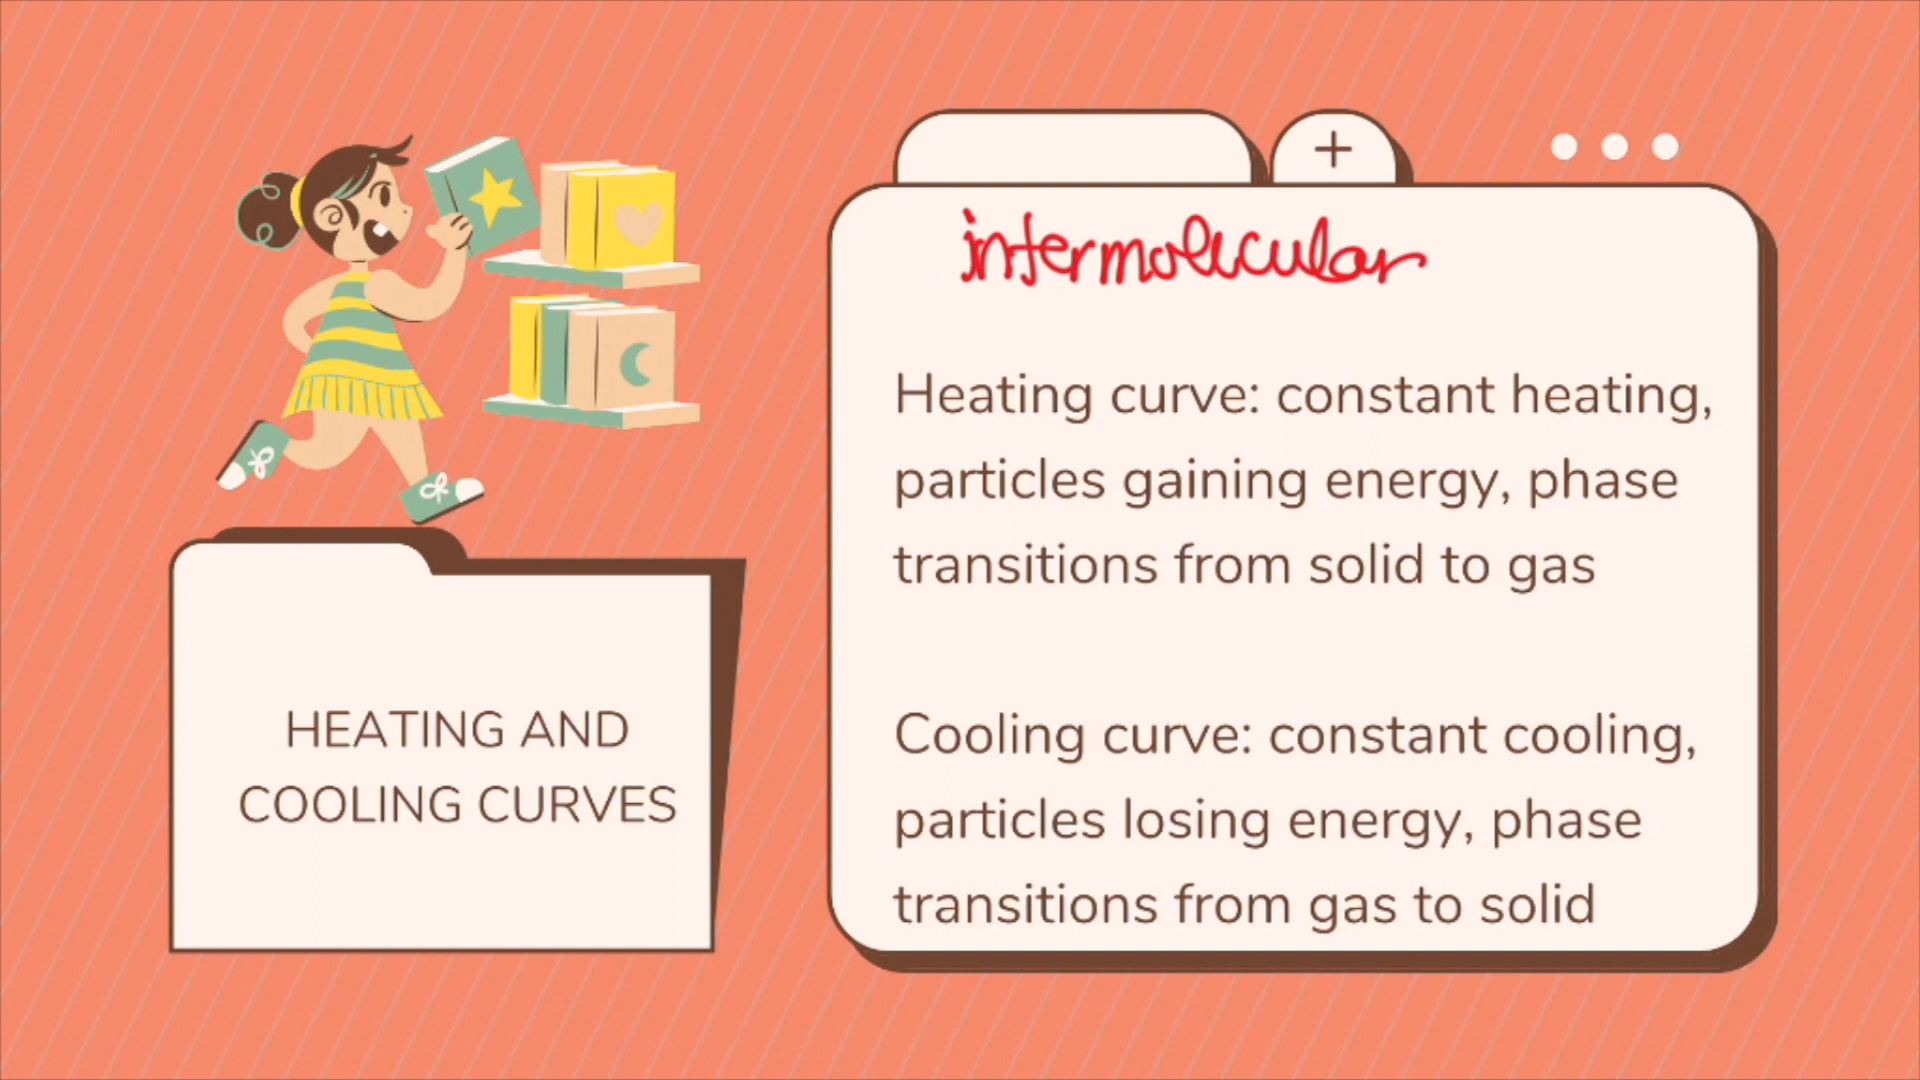 HEATING AND
COOLING CURVES
+
intermolecular
Heating curve: constant heating,
particles gaining energy, phase
transitions from solid to gas
Cooling curve: constant cooling,
particles losing energy, phase
transitions from gas to solid